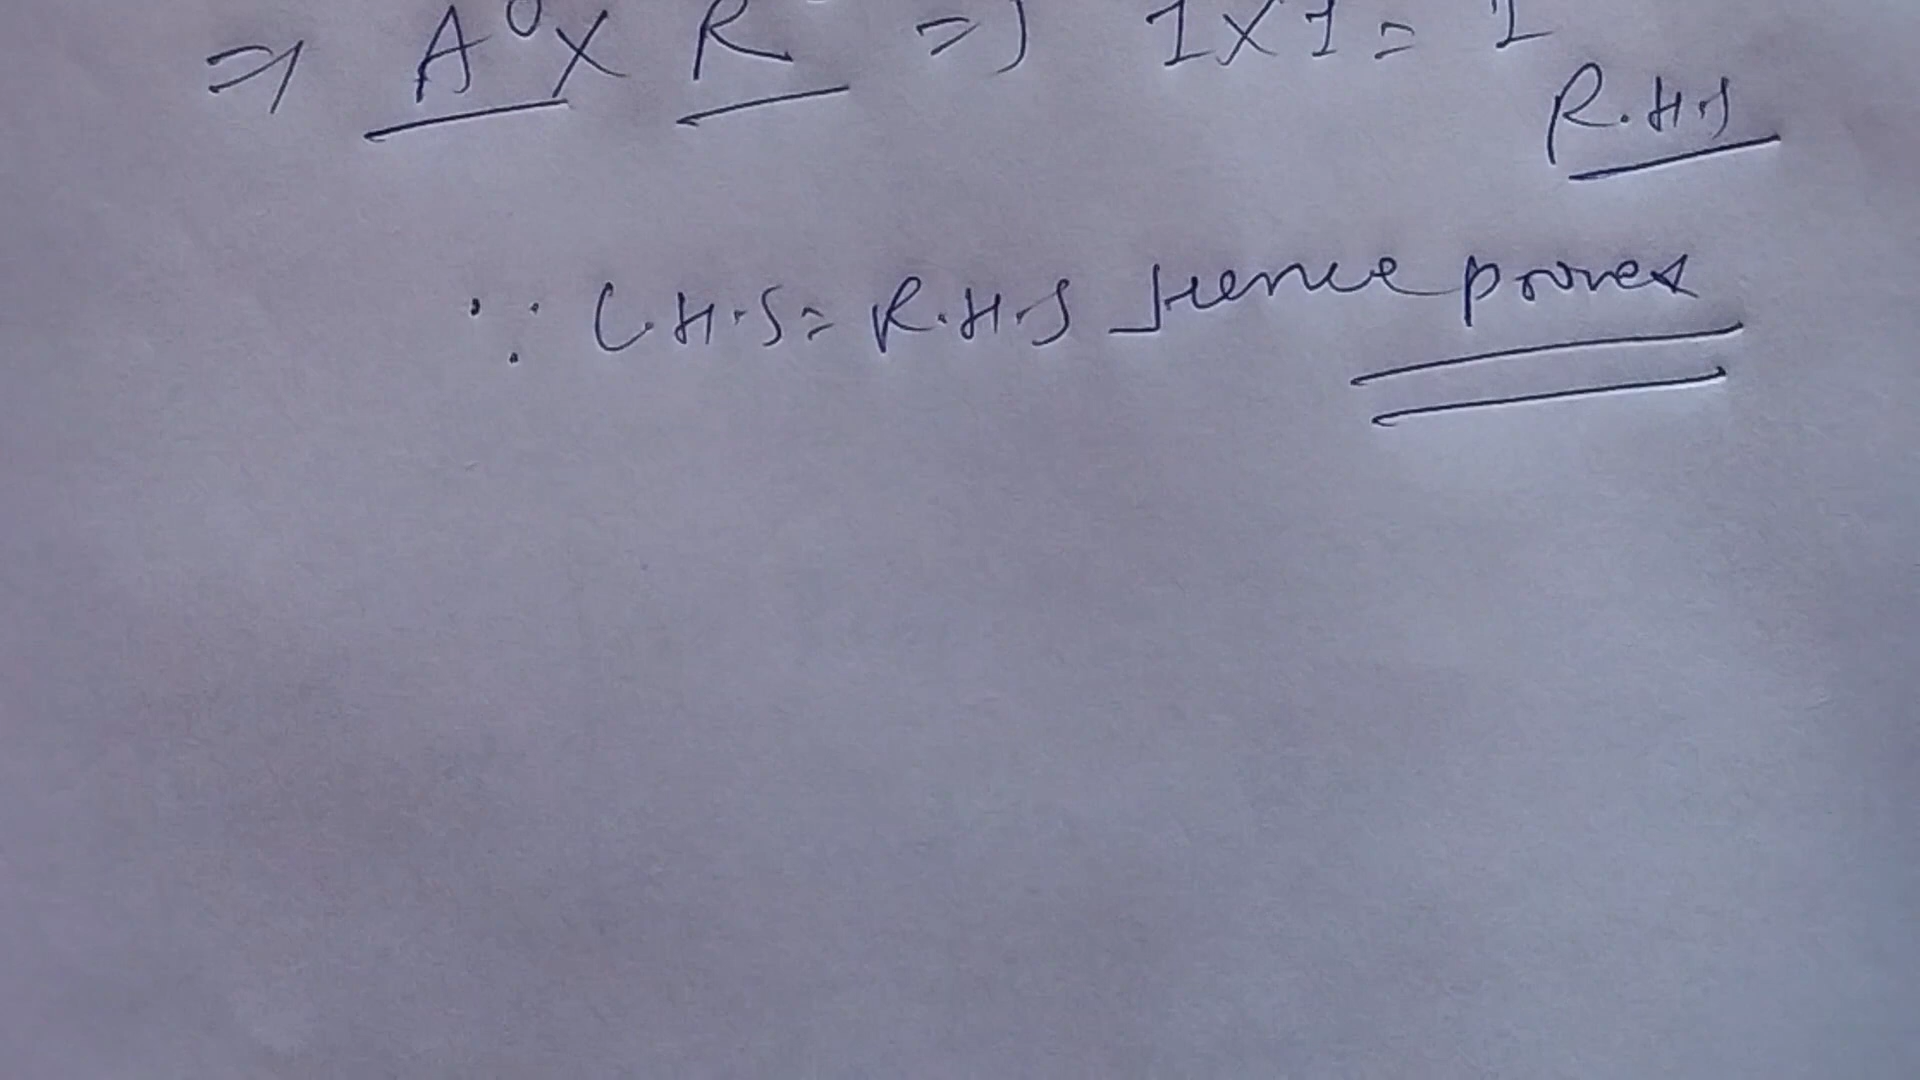 ⇒ A⁰ × R ⇒ 1 × 1 = 1
R.H.S
∵ L.H.S = R.H.S Hence proved